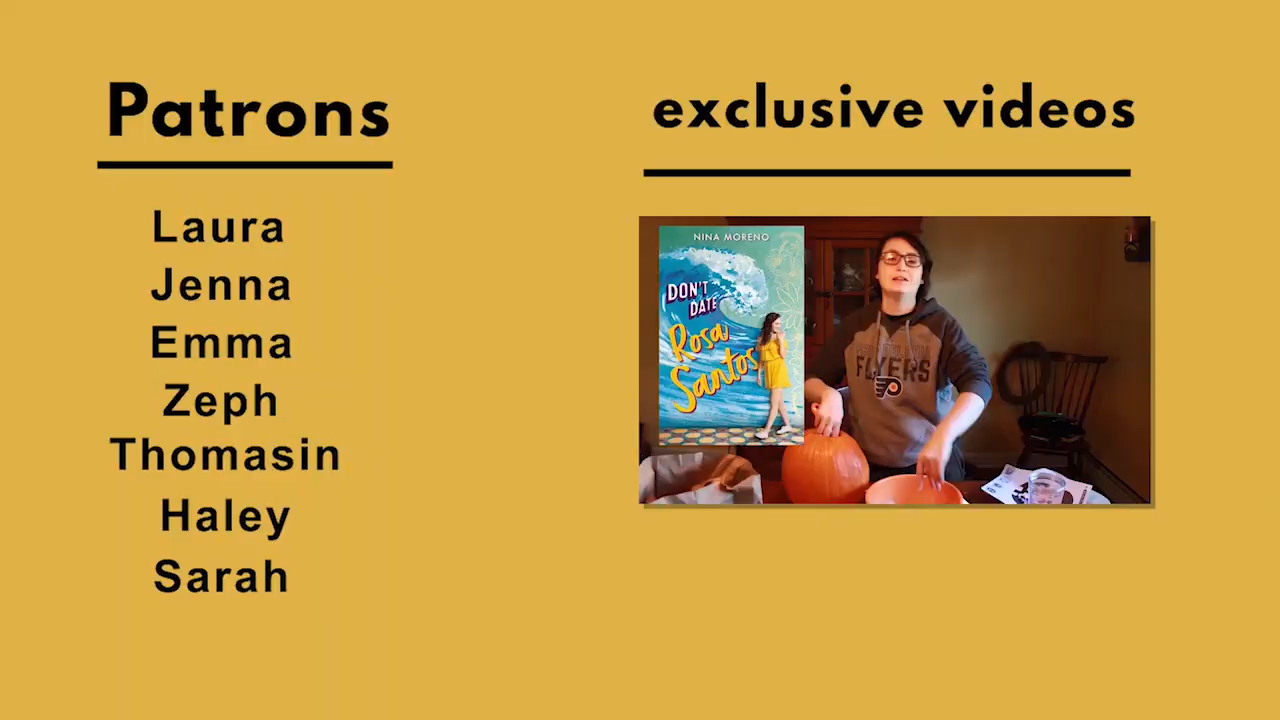 Patrons
Laura
Jenna
Emma
Zeph
Thomasin
Haley
Sarah
exclusive videos
NINA MORENO
DON'T
DATE
Rosa
Santos
FLYERS